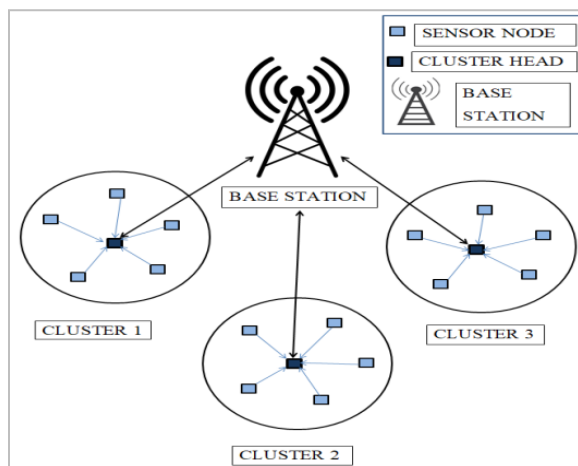 SENSOR NODE
CLUSTER HEAD
BASE
STATION
BASE STATION
CLUSTER 1
CLUSTER 3
CLUSTER 2